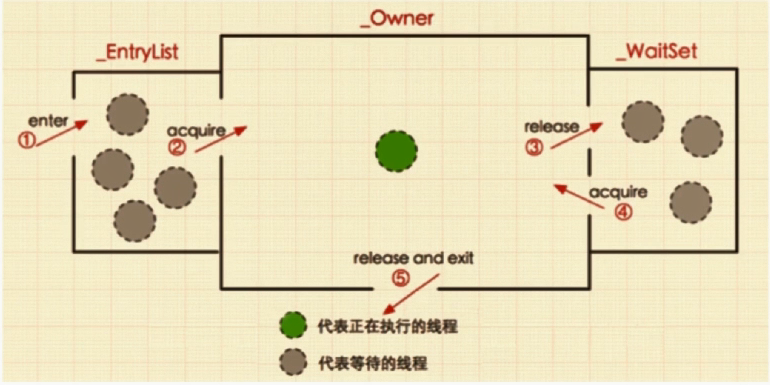 _Owner
_EntryList
_WaitSet
enter
①
acquire
②
release
③
acquire
④
release and exit
⑤
代表正在执行的线程
代表等待的线程